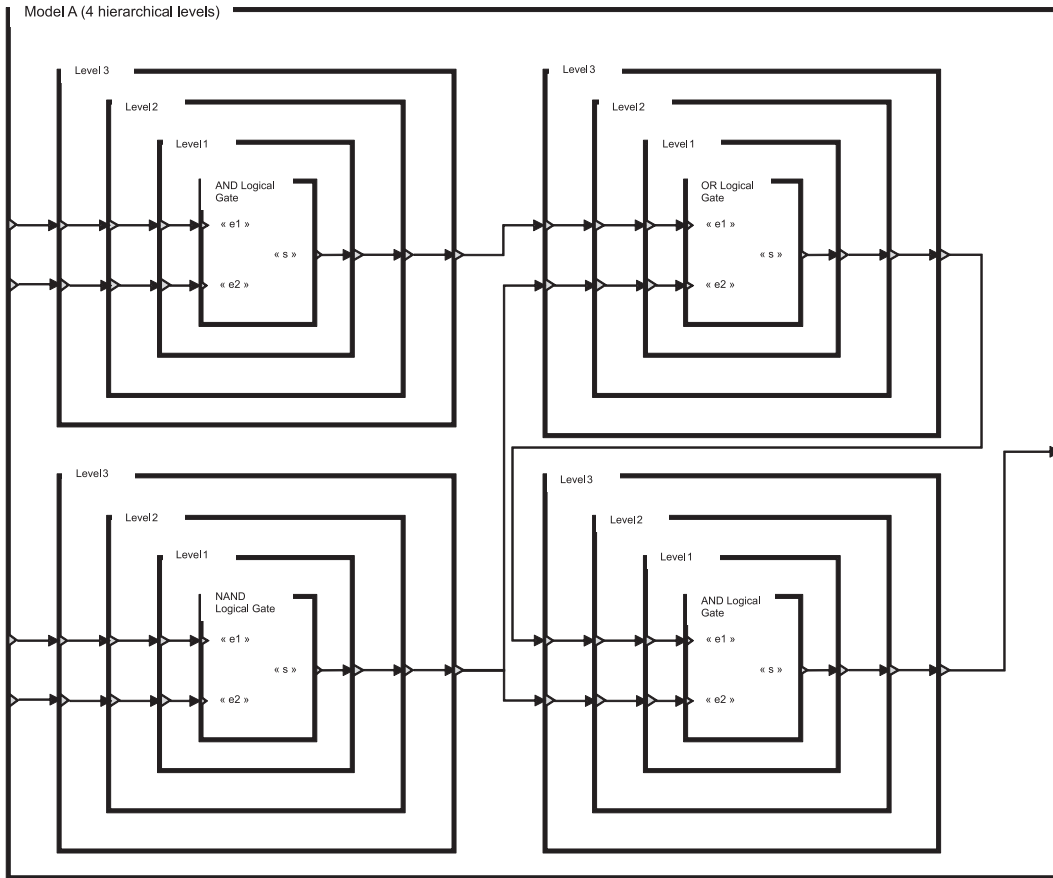 Model A (4 hierarchical levels)
Level 3
Level 2
Level 1
AND Logical
Gate
« e1 »
« s »
« e2 »
Level 3
Level 2
Level 1
OR Logical
Gate
« e1 »
« s »
« e2 »
Level 3
Level 2
Level 1
NAND
Logical Gate
« e1 »
« s »
« e2 »
Level 3
Level 2
Level 1
AND Logical
Gate
« e1 »
« s »
« e2 »